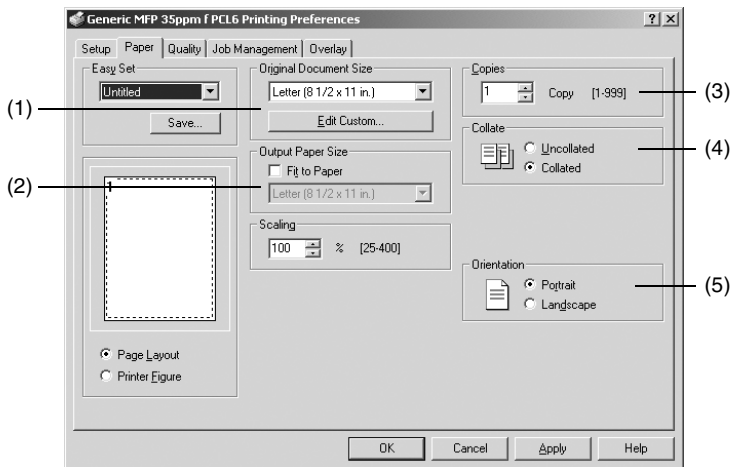 Generic MFP 35ppm f PCL6 Printing Preferences
? x
Setup Paper Quality Job Management Overlay
Easy Set
Untitled
Save...
Original Document Size
Letter (8 1/2 x 11 in.)
Edit Custom...
Output Paper Size
Fit to Paper
Letter (8 1/2 x 11 in.)
Scaling
100 % [25-400]
Copies
1 Copy [1-999]
Collate
Uncollated
Collated
Orientation
Portrait
Landscape
1
Page Layout
Printer Figure
OK Cancel Apply Help
(1)
(2)
(3)
(4)
(5)